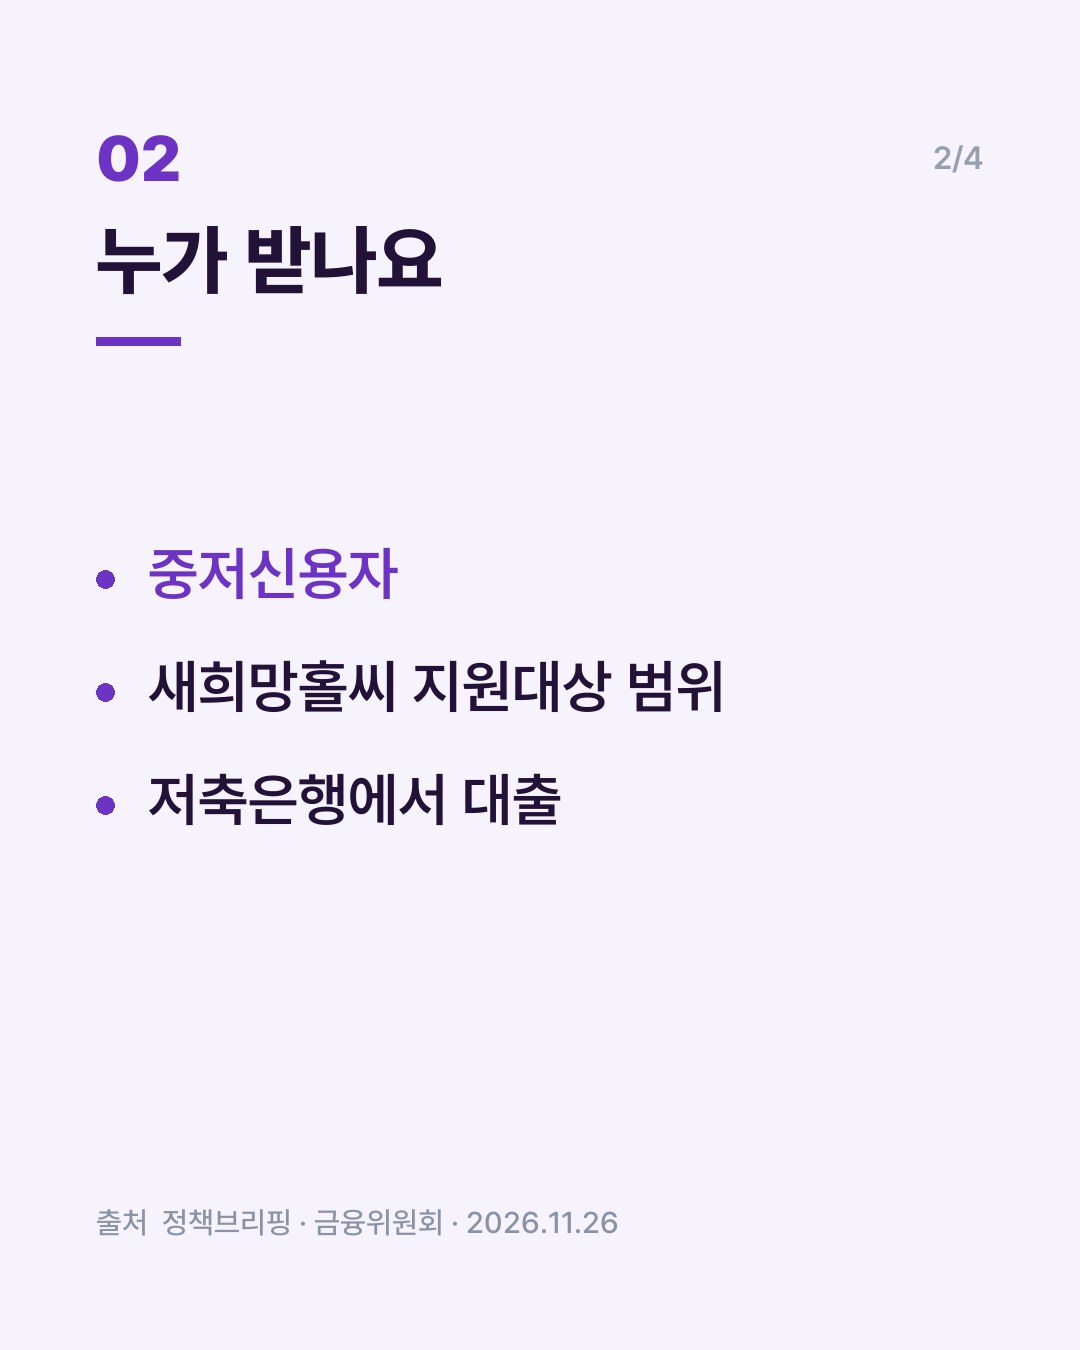 02
2/4
누가 받나요
• 중저신용자
• 새희망홀씨 지원대상 범위
• 저축은행에서 대출
출처 정책브리핑 · 금융위원회 · 2026.11.26